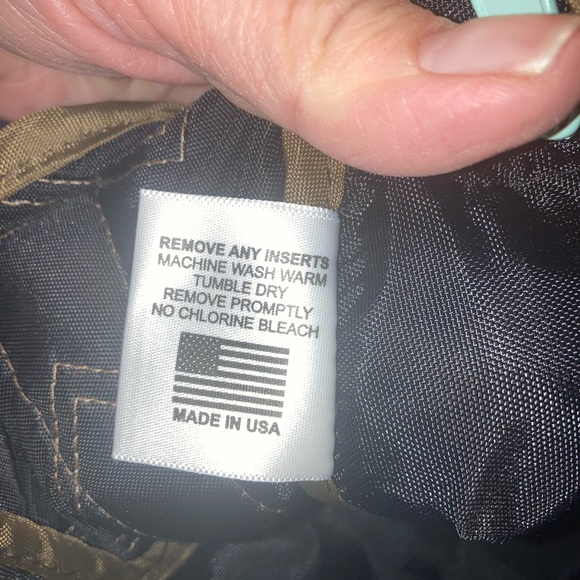 REMOVE ANY INSERTS
MACHINE WASH WARM
TUMBLE DRY
REMOVE PROMPTLY
NO CHLORINE BLEACH
MADE IN USA